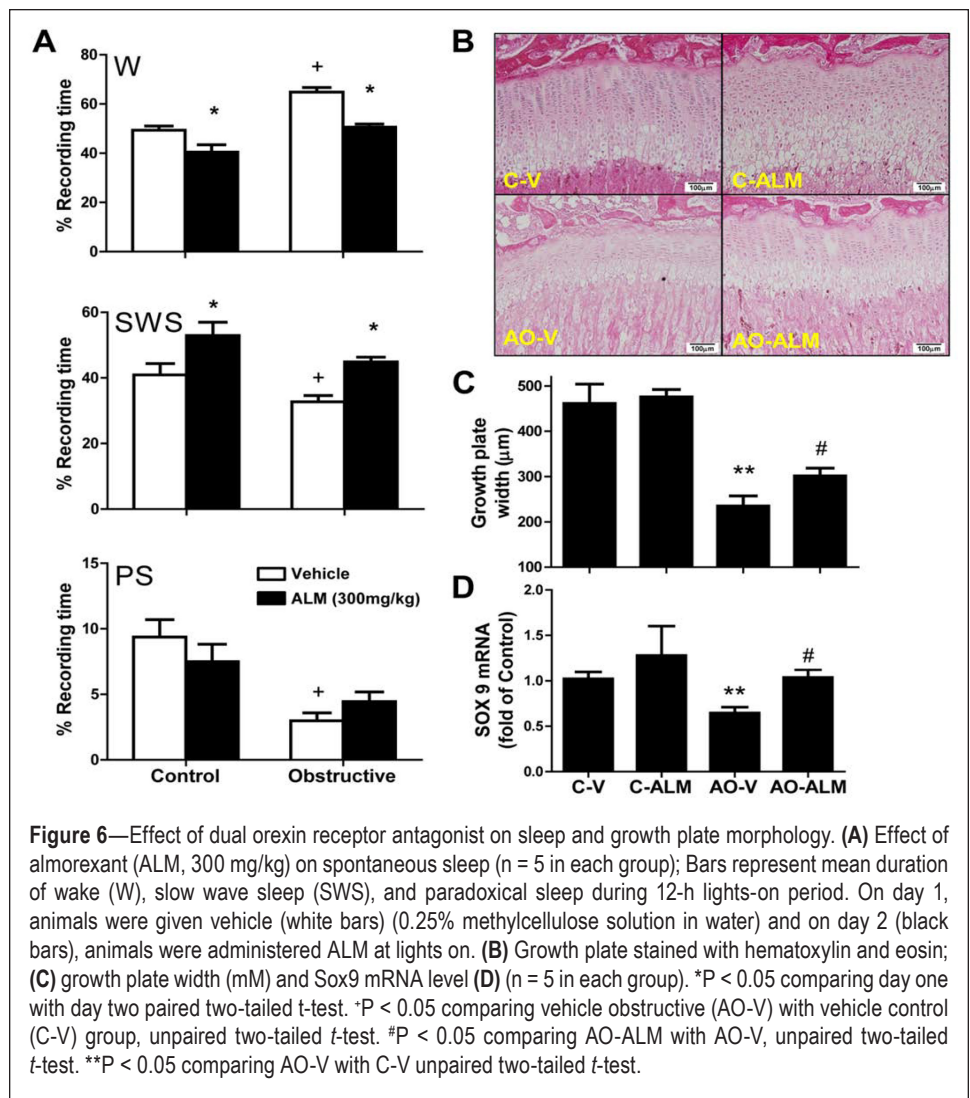 A
W
80
60
40
20
0
% Recording time
*
+
*
SWS
60
40
20
0
% Recording time
*
+
*
PS
15
10
5
0
% Recording time
Vehicle
ALM (300mg/kg)
+
Control
Obstructive
B
C-V
100μm
C-ALM
100μm
AO-V
100μm
AO-ALM
100μm
C
500
400
300
200
100
Growth plate
width (μm)
**
#
D
2.0
1.5
1.0
0.5
0.0
SOX 9 mRNA
(fold of Control)
**
#
C-V
C-ALM
AO-V
AO-ALM
Figure 6—Effect of dual orexin receptor antagonist on sleep and growth plate morphology. (A) Effect of
almorexant (ALM, 300 mg/kg) on spontaneous sleep (n = 5 in each group); Bars represent mean duration
of wake (W), slow wave sleep (SWS), and paradoxical sleep during 12-h lights-on period. On day 1,
animals were given vehicle (white bars) (0.25% methylcellulose solution in water) and on day 2 (black
bars), animals were administered ALM at lights on. (B) Growth plate stained with hematoxylin and eosin;
(C) growth plate width (mM) and Sox9 mRNA level (D) (n = 5 in each group). *P < 0.05 comparing day one
with day two paired two-tailed t-test. +P < 0.05 comparing vehicle obstructive (AO-V) with vehicle control
(C-V) group, unpaired two-tailed t-test. #P < 0.05 comparing AO-ALM with AO-V, unpaired two-tailed
t-test. **P < 0.05 comparing AO-V with C-V unpaired two-tailed t-test.